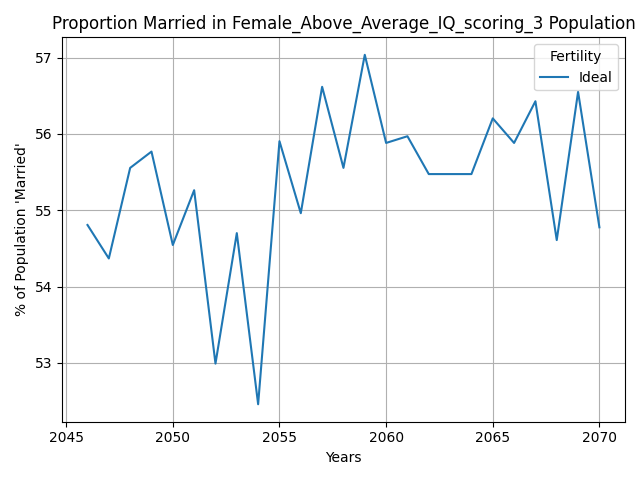 Proportion Married in Female_Above_Average_IQ_scoring_3 Population
Fertility
Ideal
% of Population 'Married'
57
56
55
54
53
2045 2050 2055 2060 2065 2070
Years